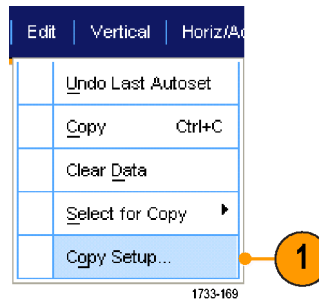 Edit | Vertical | Horiz/Ac
Undo Last Autoset
Copy Ctrl+C
Clear Data
Select for Copy
Copy Setup...
1
1733-169